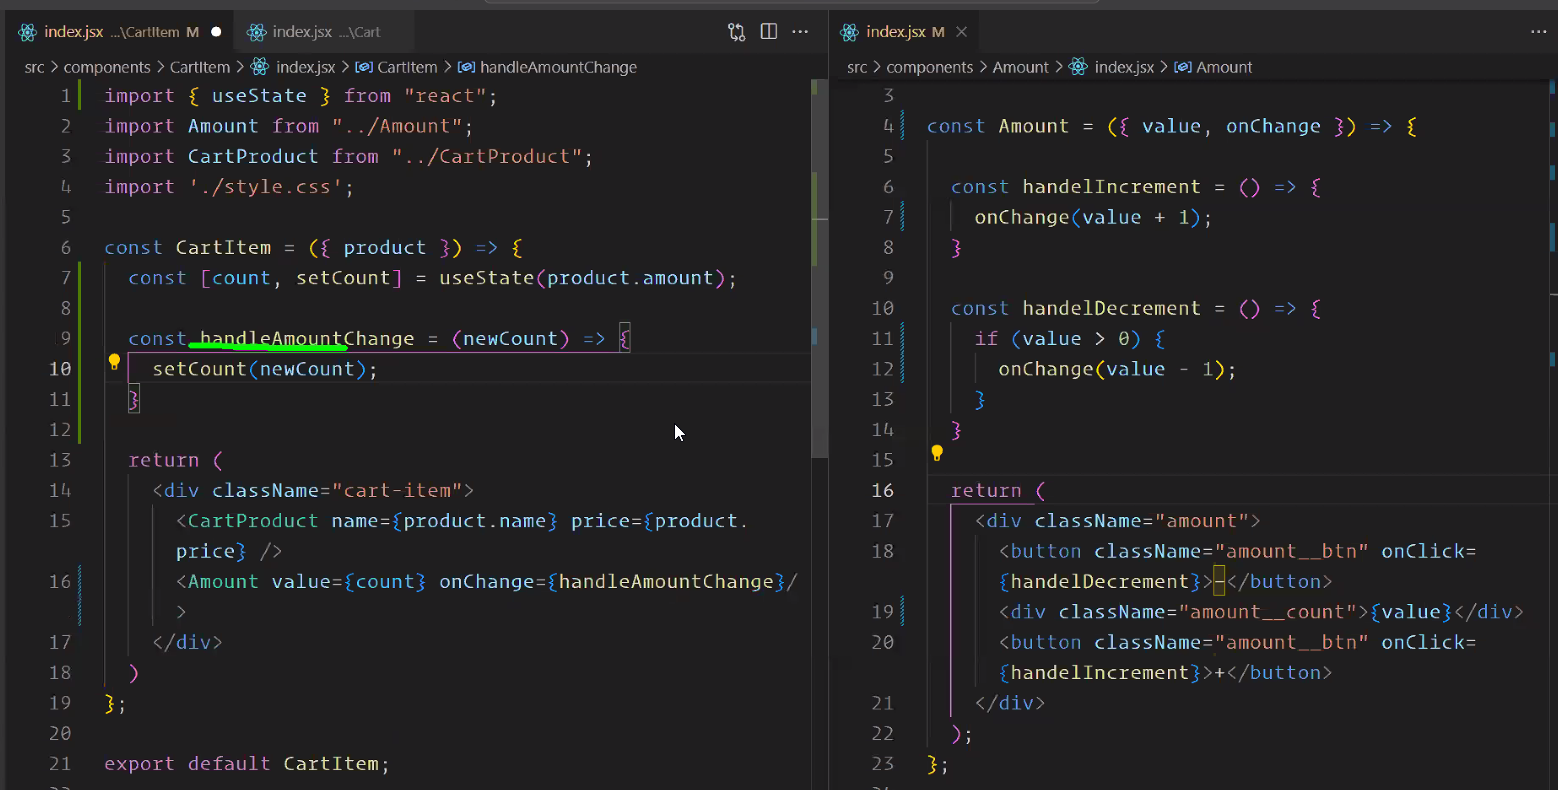 index.jsx ...\CartItem M
index.jsx ...\Cart
src > components > CartItem > index.jsx > CartItem > handleAmountChange
1 import { useState } from "react";
2 import Amount from "../Amount";
3 import CartProduct from "../CartProduct";
4 import './style.css';
5
6 const CartItem = ({ product }) => {
7 const [count, setCount] = useState(product.amount);
8
9 const handleAmountChange = (newCount) => {
10 setCount(newCount);
11 }
12
13 return (
14 <div className="cart-item">
15 <CartProduct name={product.name} price={product.
price} />
16 <Amount value={count} onChange={handleAmountChange}/
>
17 </div>
18 )
19 };
20
21 export default CartItem;
index.jsx M
src > components > Amount > index.jsx > Amount
3
4 const Amount = ({ value, onChange }) => {
5
6 const handelIncrement = () => {
7 onChange(value + 1);
8 }
9
10 const handelDecrement = () => {
11 if (value > 0) {
12 onChange(value - 1);
13 }
14 }
15
16 return (
17 <div className="amount">
18 <button className="amount__btn" onClick=
{handelDecrement}>-</button>
19 <div className="amount__count">{value}</div>
20 <button className="amount__btn" onClick=
{handelIncrement}>+</button>
21 </div>
22 );
23 };